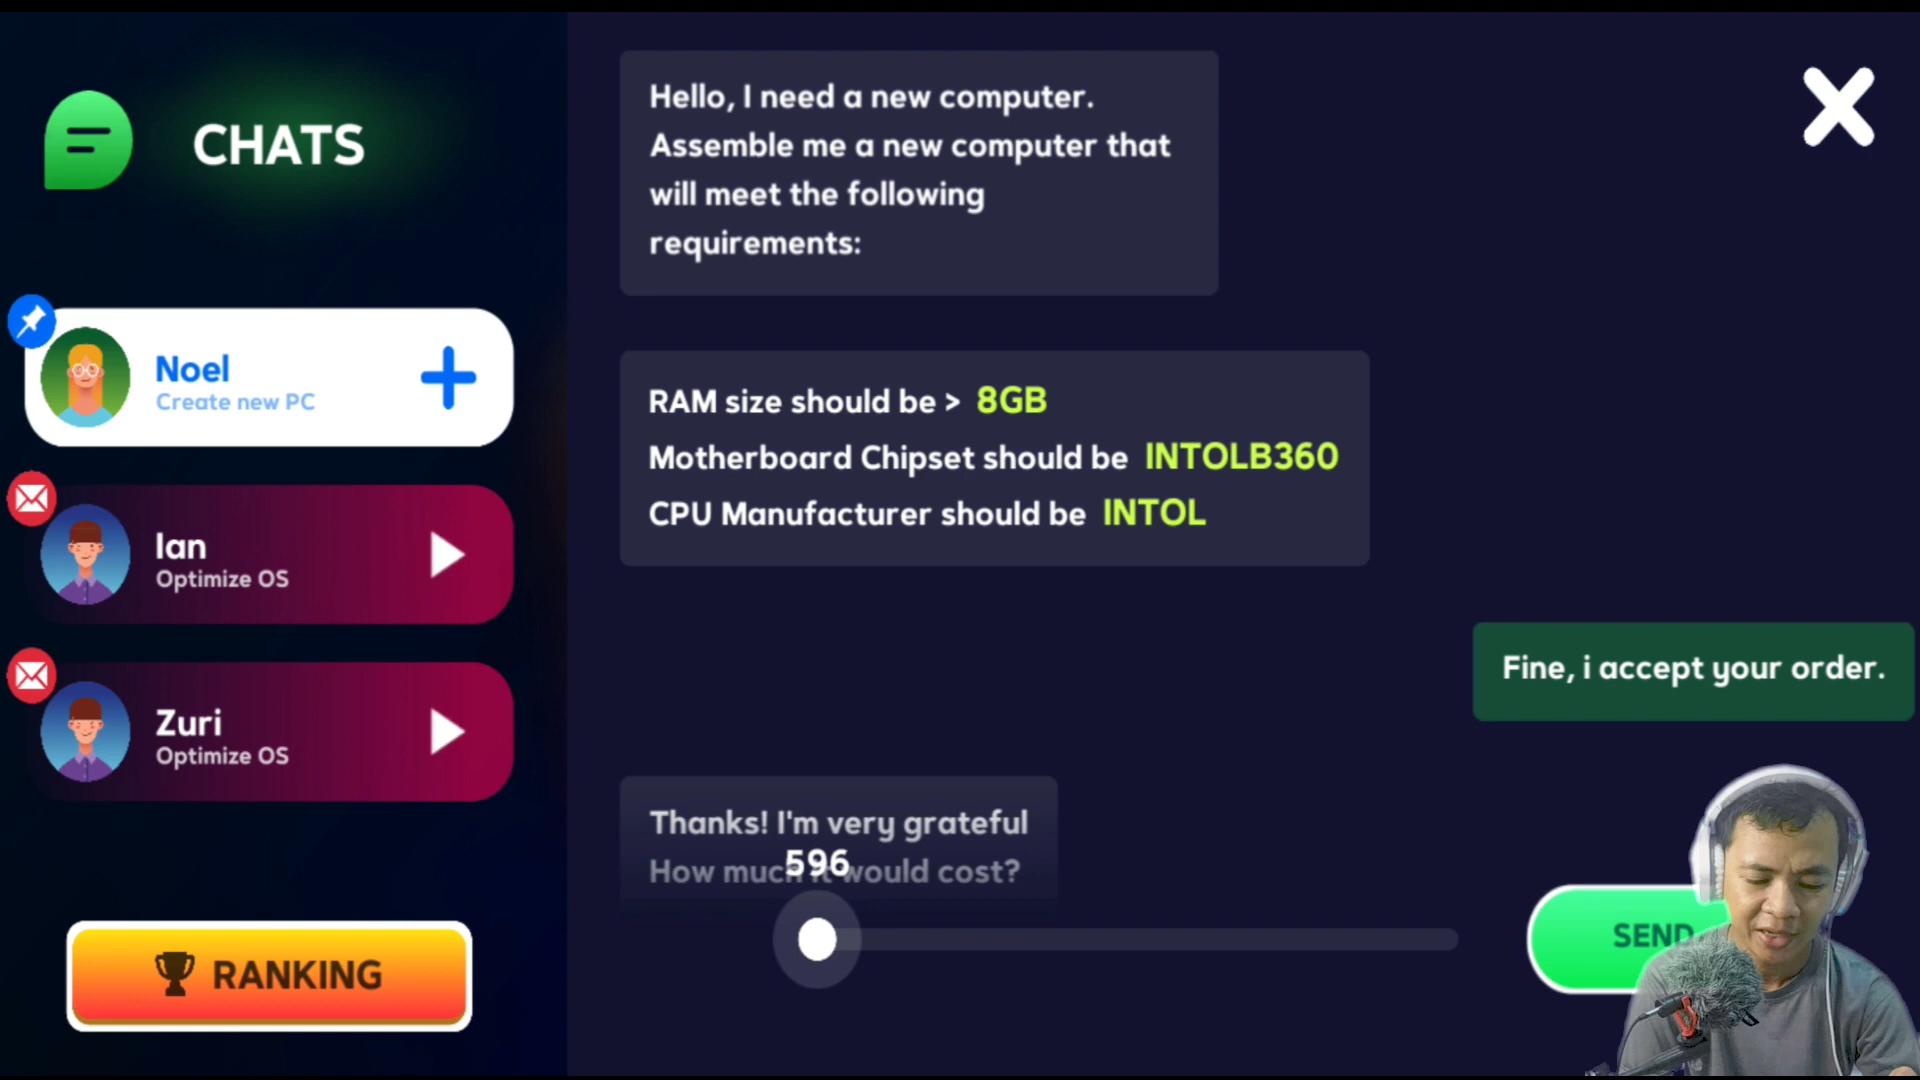 CHATS
Noel
Create new PC
Ian
Optimize OS
Zuri
Optimize OS
RANKING
Hello, I need a new computer.
Assemble me a new computer that
will meet the following
requirements:
RAM size should be > 8GB
Motherboard Chipset should be INTOLB360
CPU Manufacturer should be INTOL
Fine, i accept your order.
Thanks! I'm very grateful
How much it would cost?
596
SEND